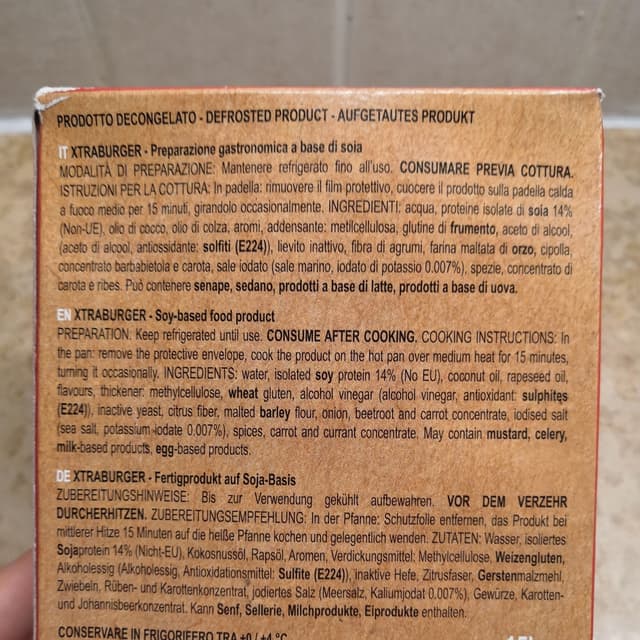 PRODOTTO DECONGELATO - DEFROSTED PRODUCT - AUFGETAUTES PRODUKT
IT XTRABURGER - Preparazione gastronomica a base di soia
MODALITÀ DI PREPARAZIONE: Mantenere refrigerato fino all'uso. CONSUMARE PREVIA COTTURA.
ISTRUZIONI PER LA COTTURA: In padella: rimuovere il film protettivo, cuocere il prodotto sulla padella calda
a fuoco medio per 15 minuti, girandolo occasionalmente. INGREDIENTI: acqua, proteine isolate di soia 14%
(Non-UE), olio di cocco, olio di colza, aromi, addensante: metilcellulosa, glutine di frumento, aceto di alcool,
(aceto di alcool, antiossidante: solfiti (E224)), lievito inattivo, fibra di agrumi, farina maltata di orzo, cipolla,
concentrato barbabietola e carota, sale iodato (sale marino, iodato di potassio 0.007%), spezie, concentrato di
carota e ribes. Può contenere senape, sedano, prodotti a base di latte, prodotti a base di uova.
EN XTRABURGER - Soy-based food product
PREPARATION. Keep refrigerated until use. CONSUME AFTER COOKING. COOKING INSTRUCTIONS: In
the pan: remove the protective envelope, cook the product on the hot pan over medium heat for 15 minutes,
turning it occasionally. INGREDIENTS: water, isolated soy protein 14% (No EU), coconut oil, rapeseed oil,
flavours, thickener: methylcellulose, wheat gluten, alcohol vinegar (alcohol vinegar, antioxidant: sulphites
(E224)), inactive yeast, citrus fiber, malted barley flour, onion, beetroot and carrot concentrate, iodised salt
(sea salt, potassium iodate 0.007%), spices, carrot and currant concentrate. May contain mustard, celery,
milk-based products, egg-based products.
DE XTRABURGER - Fertigprodukt auf Soja-Basis
ZUBEREITUNGSHINWEISE: Bis zur Verwendung gekühlt aufbewahren. VOR DEM VERZEHR
DURCHERHITZEN. ZUBEREITUNGSEMPFEHLUNG: In der Pfanne: Schutzfolie entfernen, das Produkt bei
mittlerer Hitze 15 Minuten auf die heiße Pfanne kochen und gelegentlich wenden. ZUTATEN: Wasser, isoliertes
Sojaprotein 14% (Nicht-EU), Kokosnussöl, Rapsöl, Aromen, Verdickungsmittel: Methylcellulose, Weizengluten,
Alkoholessig (Alkoholessig, Antioxidationsmittel: Sulfite (E224)), inaktive Hefe, Zitrusfaser, Gerstenmalzmehl,
Zwiebeln, Rüben- und Karottenkonzentrat, jodiertes Salz (Meersalz, Kaliumjodat 0.007%), Gewürze, Karotten-
und Johannisbeerkonzentrat. Kann Senf, Sellerie, Milchprodukte, Eiprodukte enthalten.
CONSERVARE IN FRIGORIFERO TRA +0 / +4 °C